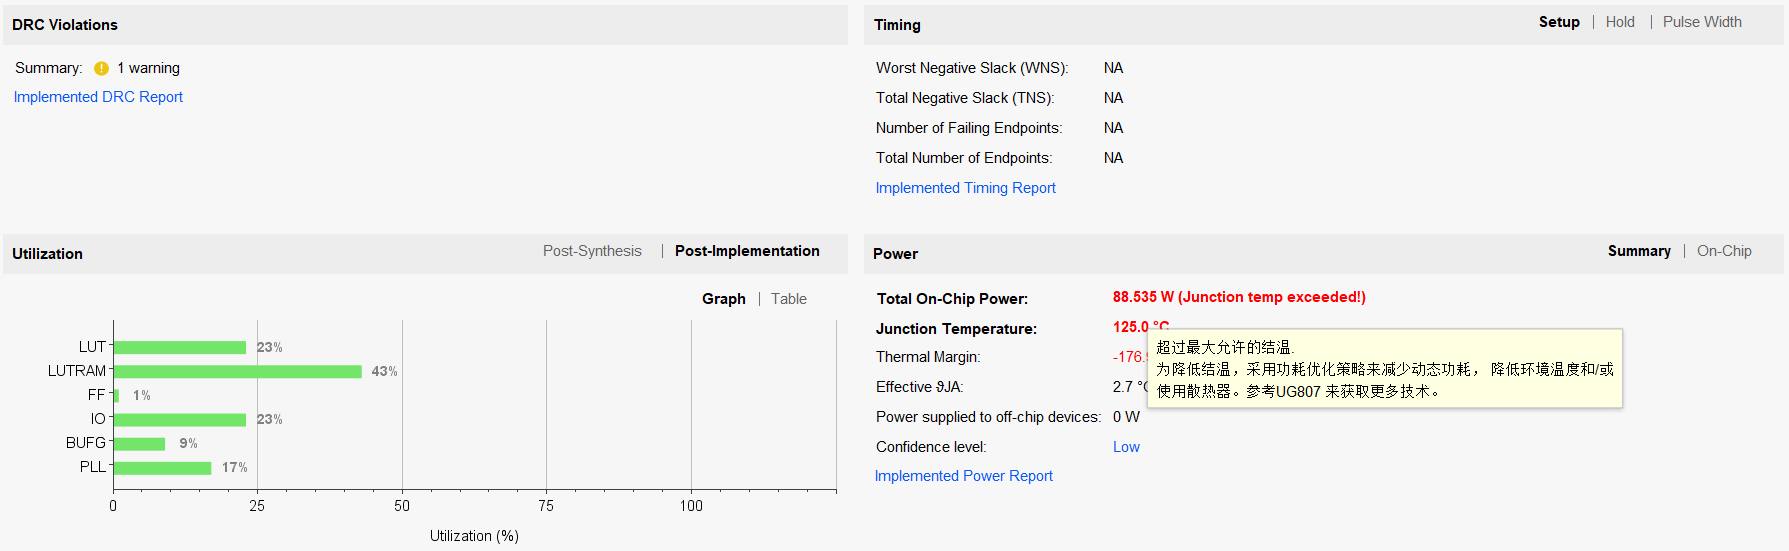 DRC Violations
Summary: 1 warning
Implemented DRC Report
Timing
Setup | Hold | Pulse Width
Worst Negative Slack (WNS): NA
Total Negative Slack (TNS): NA
Number of Failing Endpoints: NA
Total Number of Endpoints: NA
Implemented Timing Report
Utilization
Post-Synthesis | Post-Implementation
Graph | Table
LUT 23%
LUTRAM 43%
FF 1%
IO 23%
BUFG 9%
PLL 17%
0 25 50 75 100
Utilization (%)
Power
Summary | On-Chip
Total On-Chip Power: 88.535 W (Junction temp exceeded!)
Junction Temperature: 125.0 °C
Thermal Margin: -176.
Effective ϑJA: 2.7 °
Power supplied to off-chip devices: 0 W
Confidence level: Low
Implemented Power Report
超过最大允许的结温.
为降低结温，采用功耗优化策略来减少动态功耗， 降低环境温度和/或
使用散热器。参考UG807 来获取更多技术。